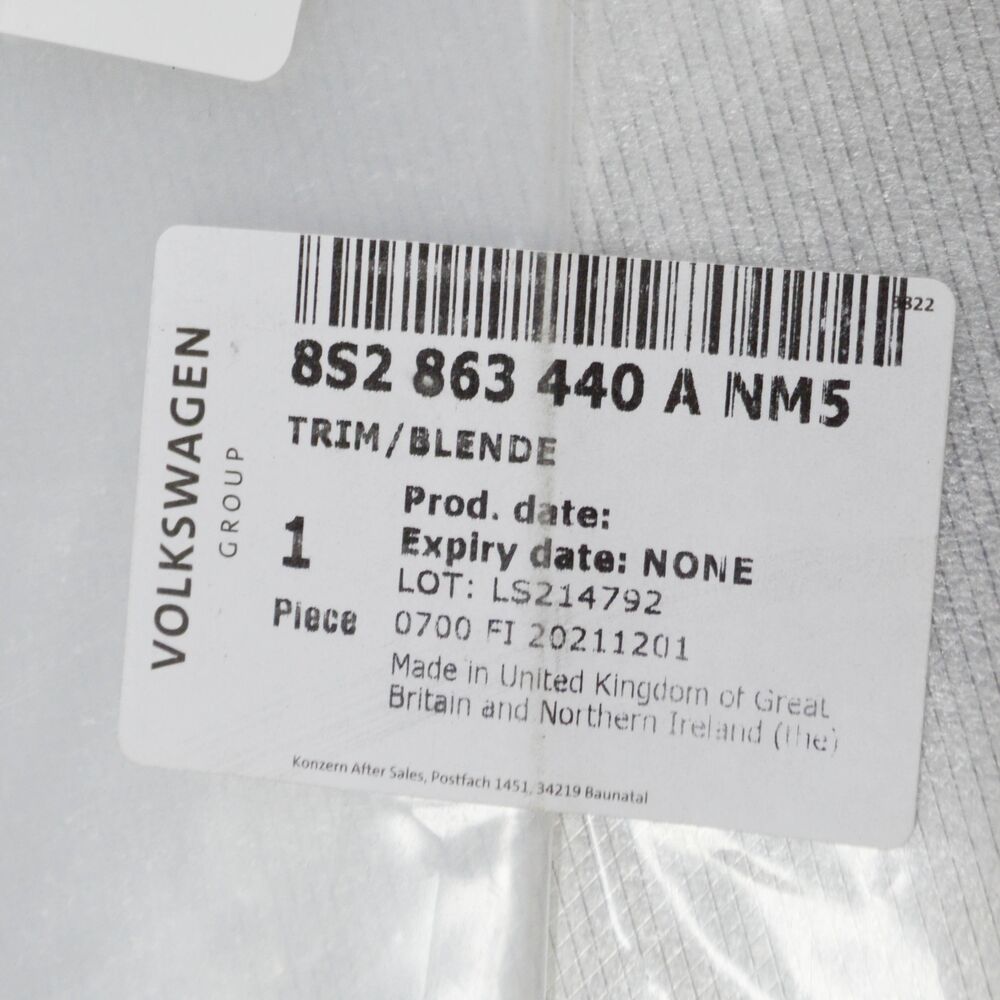 8S2 863 440 A NM5
TRIM/BLENDE
VOLKSWAGEN
GROUP
1
Piece
Prod. date:
Expiry date: NONE
LOT: LS214792
0700 FI 20211201
Made in United Kingdom of Great
Britain and Northern Ireland (the)
Konzern After Sales, Postfach 1451, 34219 Baunatal